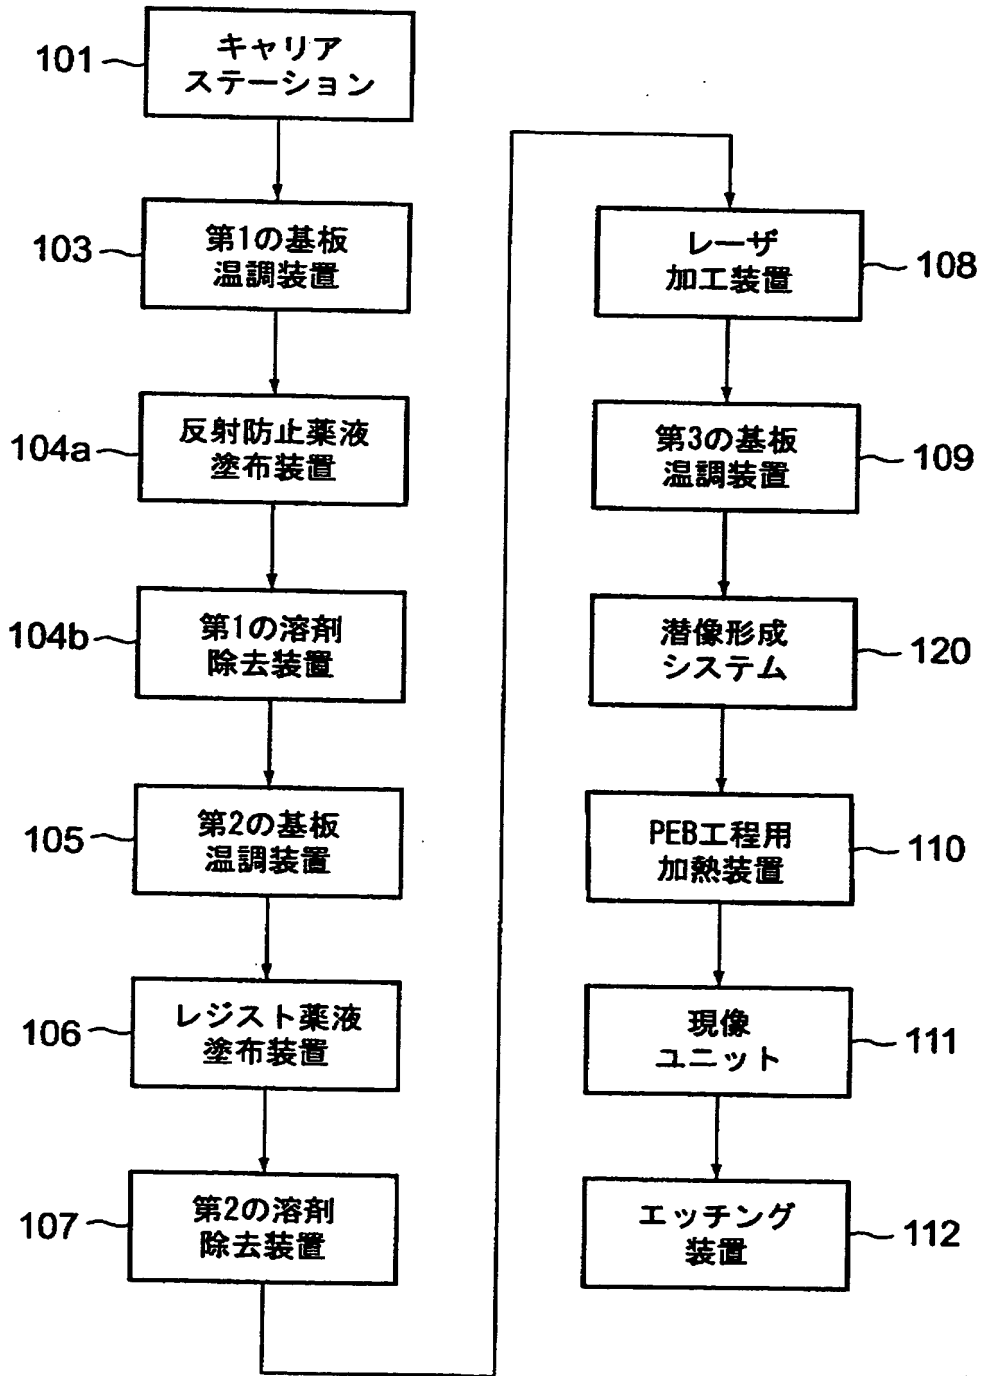 101
キャリア
ステーション
103
第1の基板
温調装置
104a
反射防止薬液
塗布装置
104b
第1の溶剤
除去装置
105
第2の基板
温調装置
106
レジスト薬液
塗布装置
107
第2の溶剤
除去装置
レーザ
加工装置
108
第3の基板
温調装置
109
潜像形成
システム
120
PEB工程用
加熱装置
110
現像
ユニット
111
エッチング
装置
112